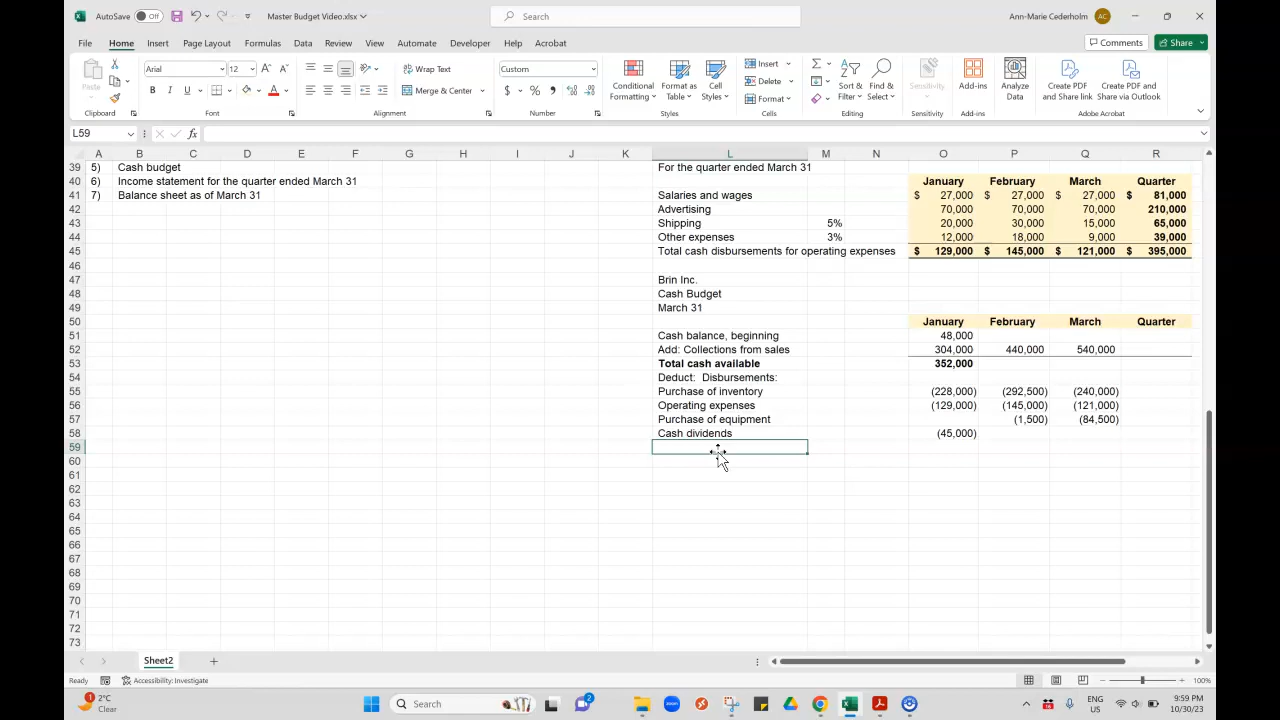 AutoSave Off Master Budget Video.xlsx Search Ann-Marie Cederholm AC
File Home Insert Page Layout Formulas Data Review View Automate Developer Help Acrobat Comments Share
Paste Arial 12 Wrap Text Custom Conditional Formatting Format as Table Cell Styles Insert Sort & Filter Find & Select Sensitivity Add-ins Analyze Data Create PDF and Share link Create PDF and Share via Outlook
B I U A Merge & Center $ % Delete
Format
Clipboard Font Alignment Number Styles Cells Editing Sensitivity Add-ins Adobe Acrobat
L59 fx
A B C D E F G H I J K L M N O P Q R
39 5) Cash budget For the quarter ended March 31
40 6) Income statement for the quarter ended March 31 January February March Quarter
41 7) Balance sheet as of March 31 Salaries and wages $ 27,000 $ 27,000 $ 27,000 $ 81,000
42 Advertising 70,000 70,000 70,000 210,000
43 Shipping 5% 20,000 30,000 15,000 65,000
44 Other expenses 3% 12,000 18,000 9,000 39,000
45 Total cash disbursements for operating expenses $ 129,000 $ 145,000 $ 121,000 $ 395,000
46
47 Brin Inc.
48 Cash Budget
49 March 31
50 January February March Quarter
51 Cash balance, beginning 48,000
52 Add: Collections from sales 304,000 440,000 540,000
53 Total cash available 352,000
54 Deduct: Disbursements:
55 Purchase of inventory (228,000) (292,500) (240,000)
56 Operating expenses (129,000) (145,000) (121,000)
57 Purchase of equipment (1,500) (84,500)
58 Cash dividends (45,000)
59
60
61
62
63
64
65
66
67
68
69
70
71
72
73
Sheet2
Ready Accessibility: Investigate 100%
1 2°C Clear Search 2 ENG US 9:59 PM 10/30/23